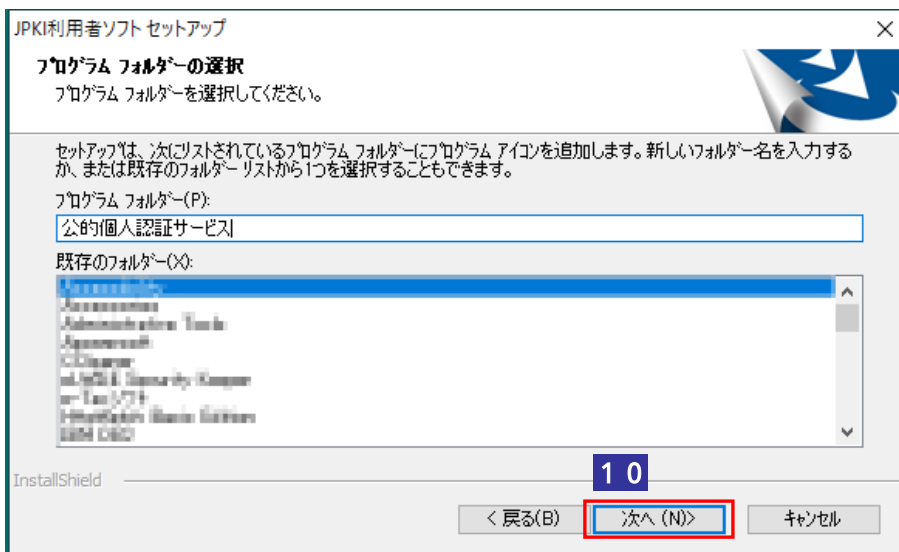 JPKI利用者ソフト セットアップ
プログラム フォルダーの選択
プログラム フォルダーを選択してください。
セットアップは、次にリストされているプログラム フォルダーにプログラム アイコンを追加します。新しいフォルダー名を入力する
か、または既存のフォルダー リストから1つを選択することもできます。
プログラム フォルダー(P):
公的個人認証サービス
既存のフォルダー(X):
InstallShield
10
< 戻る(B)
次へ (N)>
キャンセル